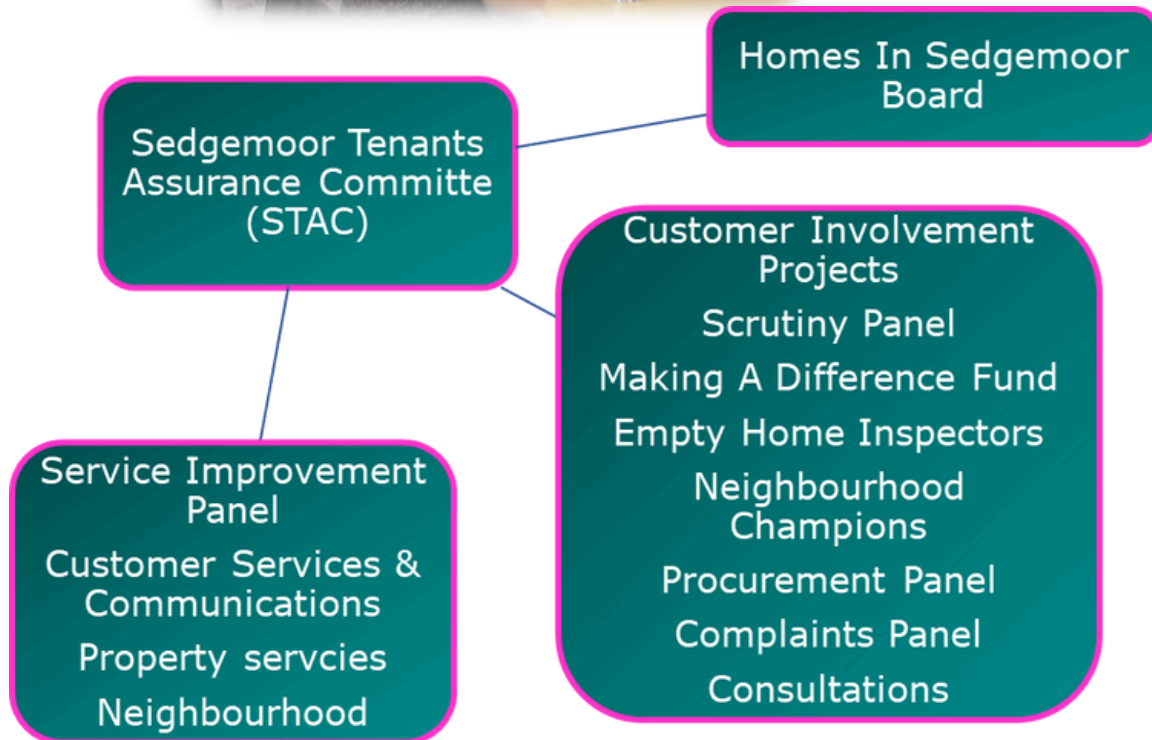 Homes In Sedgemoor
Board
Sedgemoor Tenants
Assurance Committe
(STAC)
Customer Involvement
Projects
Scrutiny Panel
Making A Difference Fund
Empty Home Inspectors
Neighbourhood
Champions
Procurement Panel
Complaints Panel
Consultations
Service Improvement
Panel
Customer Services &
Communications
Property servcies
Neighbourhood